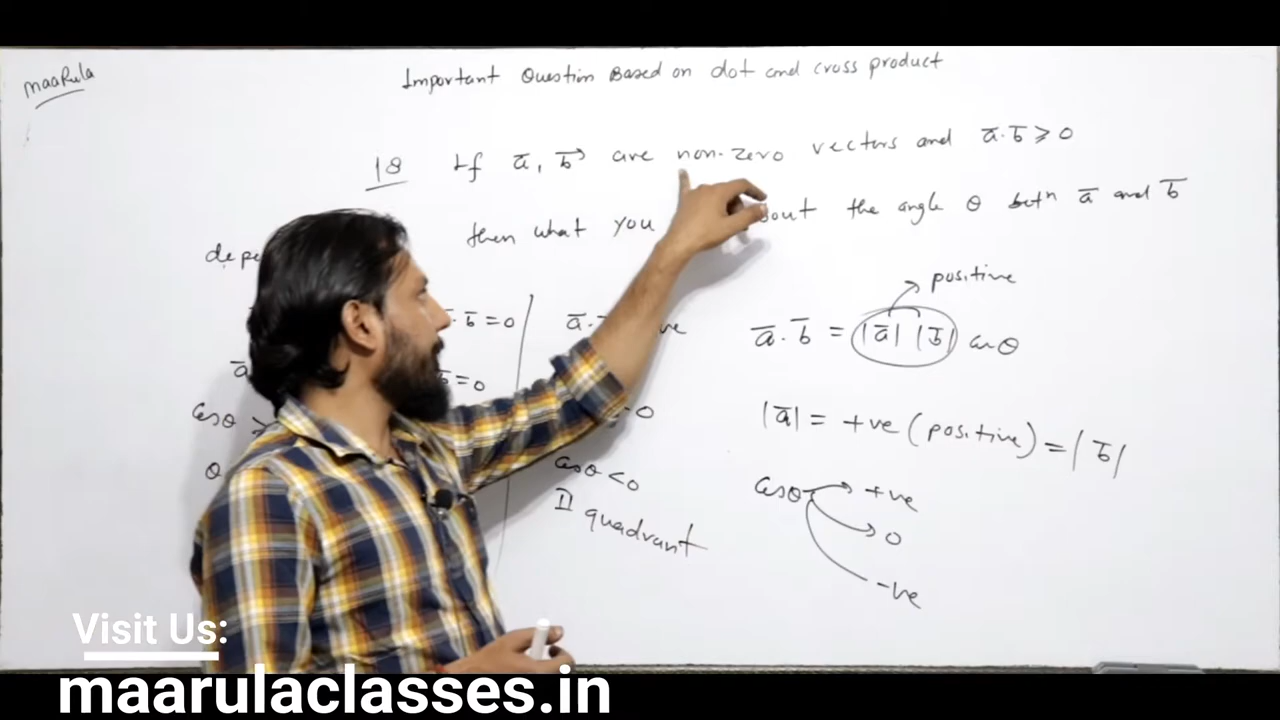 maaRula
Important Question Based on dot and cross product
18 If a̅, b⃗ are non-zero vectors and a̅.b̅ ≥ 0
then what you the angle θ betn a̅ and b̅
positive
a̅.b̅ = |a̅| |b̅| cosθ
.b̅ = 0
b̅ = 0
|a̅| = +ve (positive) = |b̅|
cosθ >
cosθ < 0
II quadrant
cosθ +ve
0
-ve
θ
Visit Us:
maarulaclasses.in